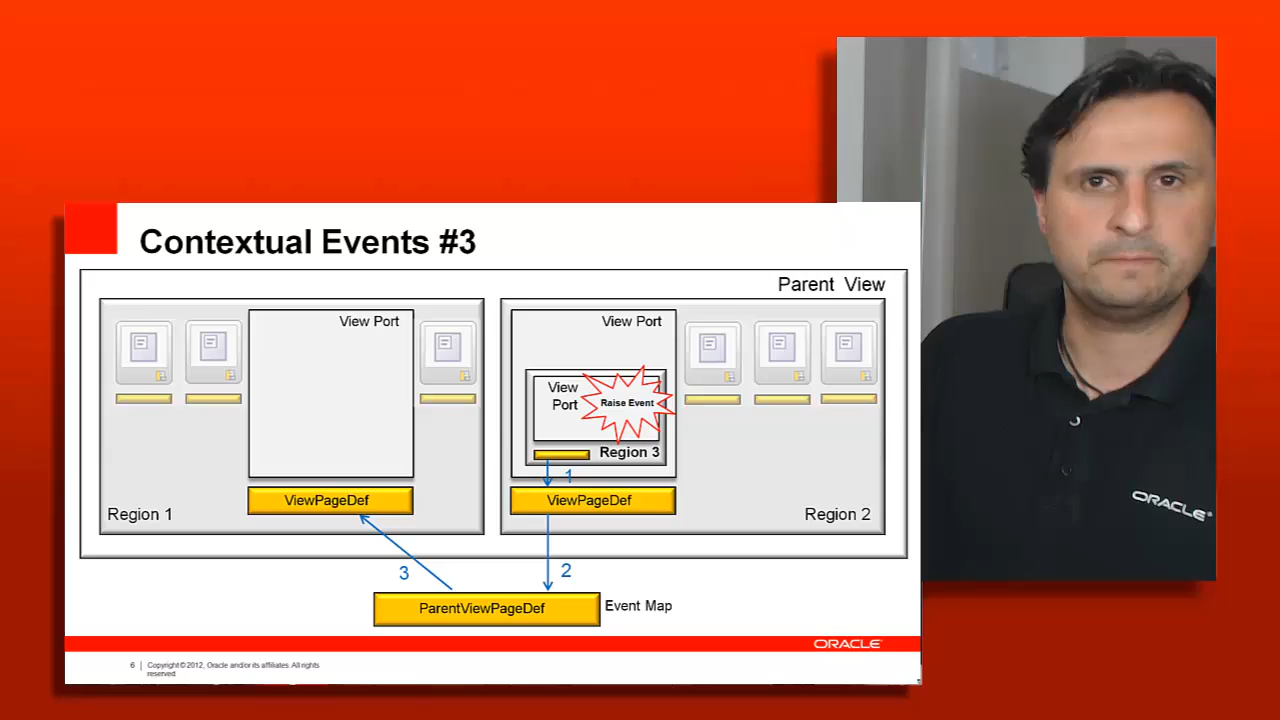 Contextual Events #3
Parent View
View Port
View Port
View
Port
Raise Event
Region 3
1
ViewPageDef
ViewPageDef
Region 1
Region 2
3
2
ParentViewPageDef
Event Map
ORACLE
6
Copyright © 2012, Oracle and/or its affiliates. All rights
reserved
ORACLE®